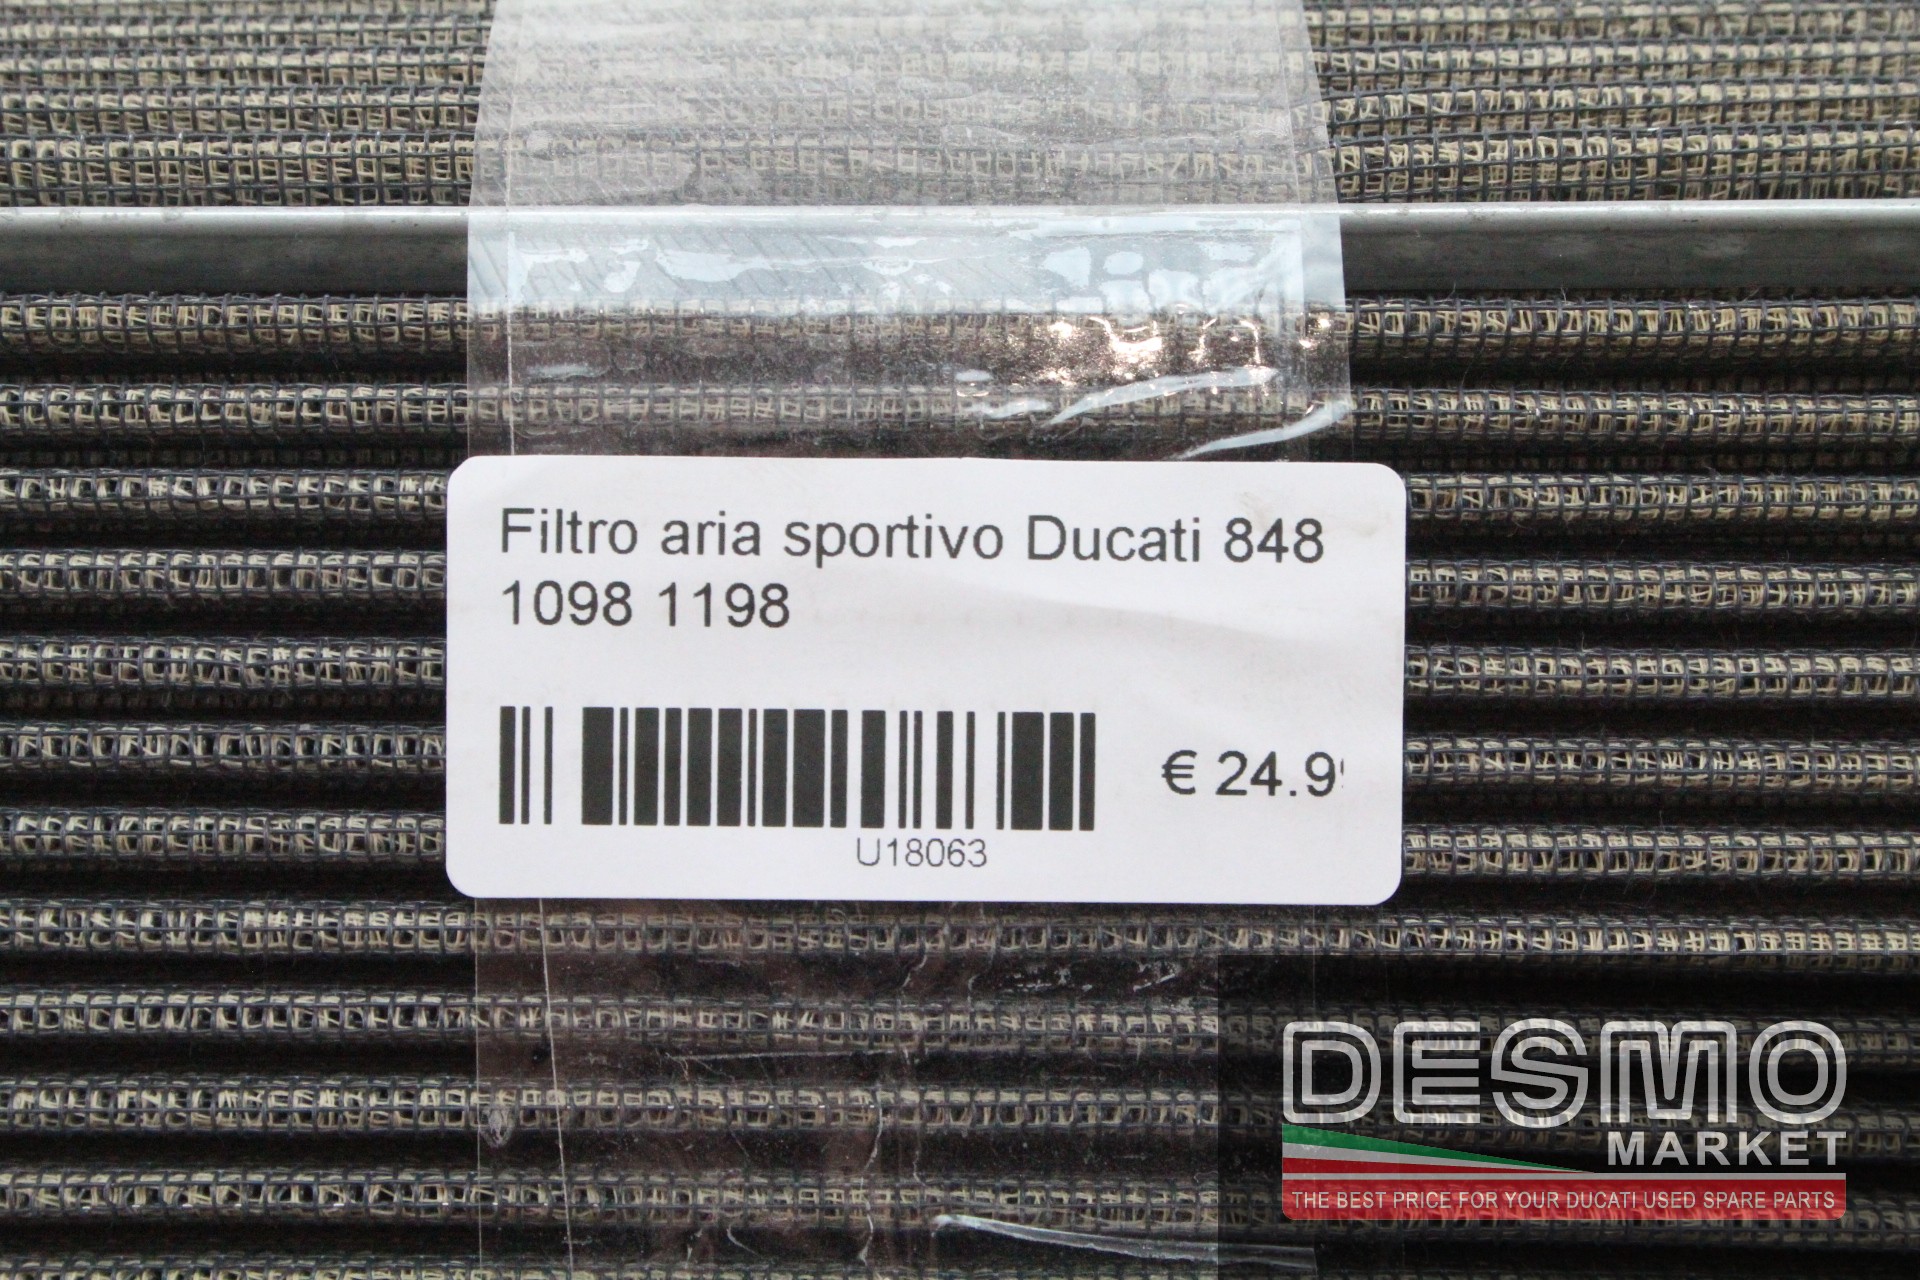 Filtro aria sportivo Ducati 848
1098 1198
€ 24.9
U18063
DESMO
MARKET
THE BEST PRICE FOR YOUR DUCATI USED SPARE PARTS